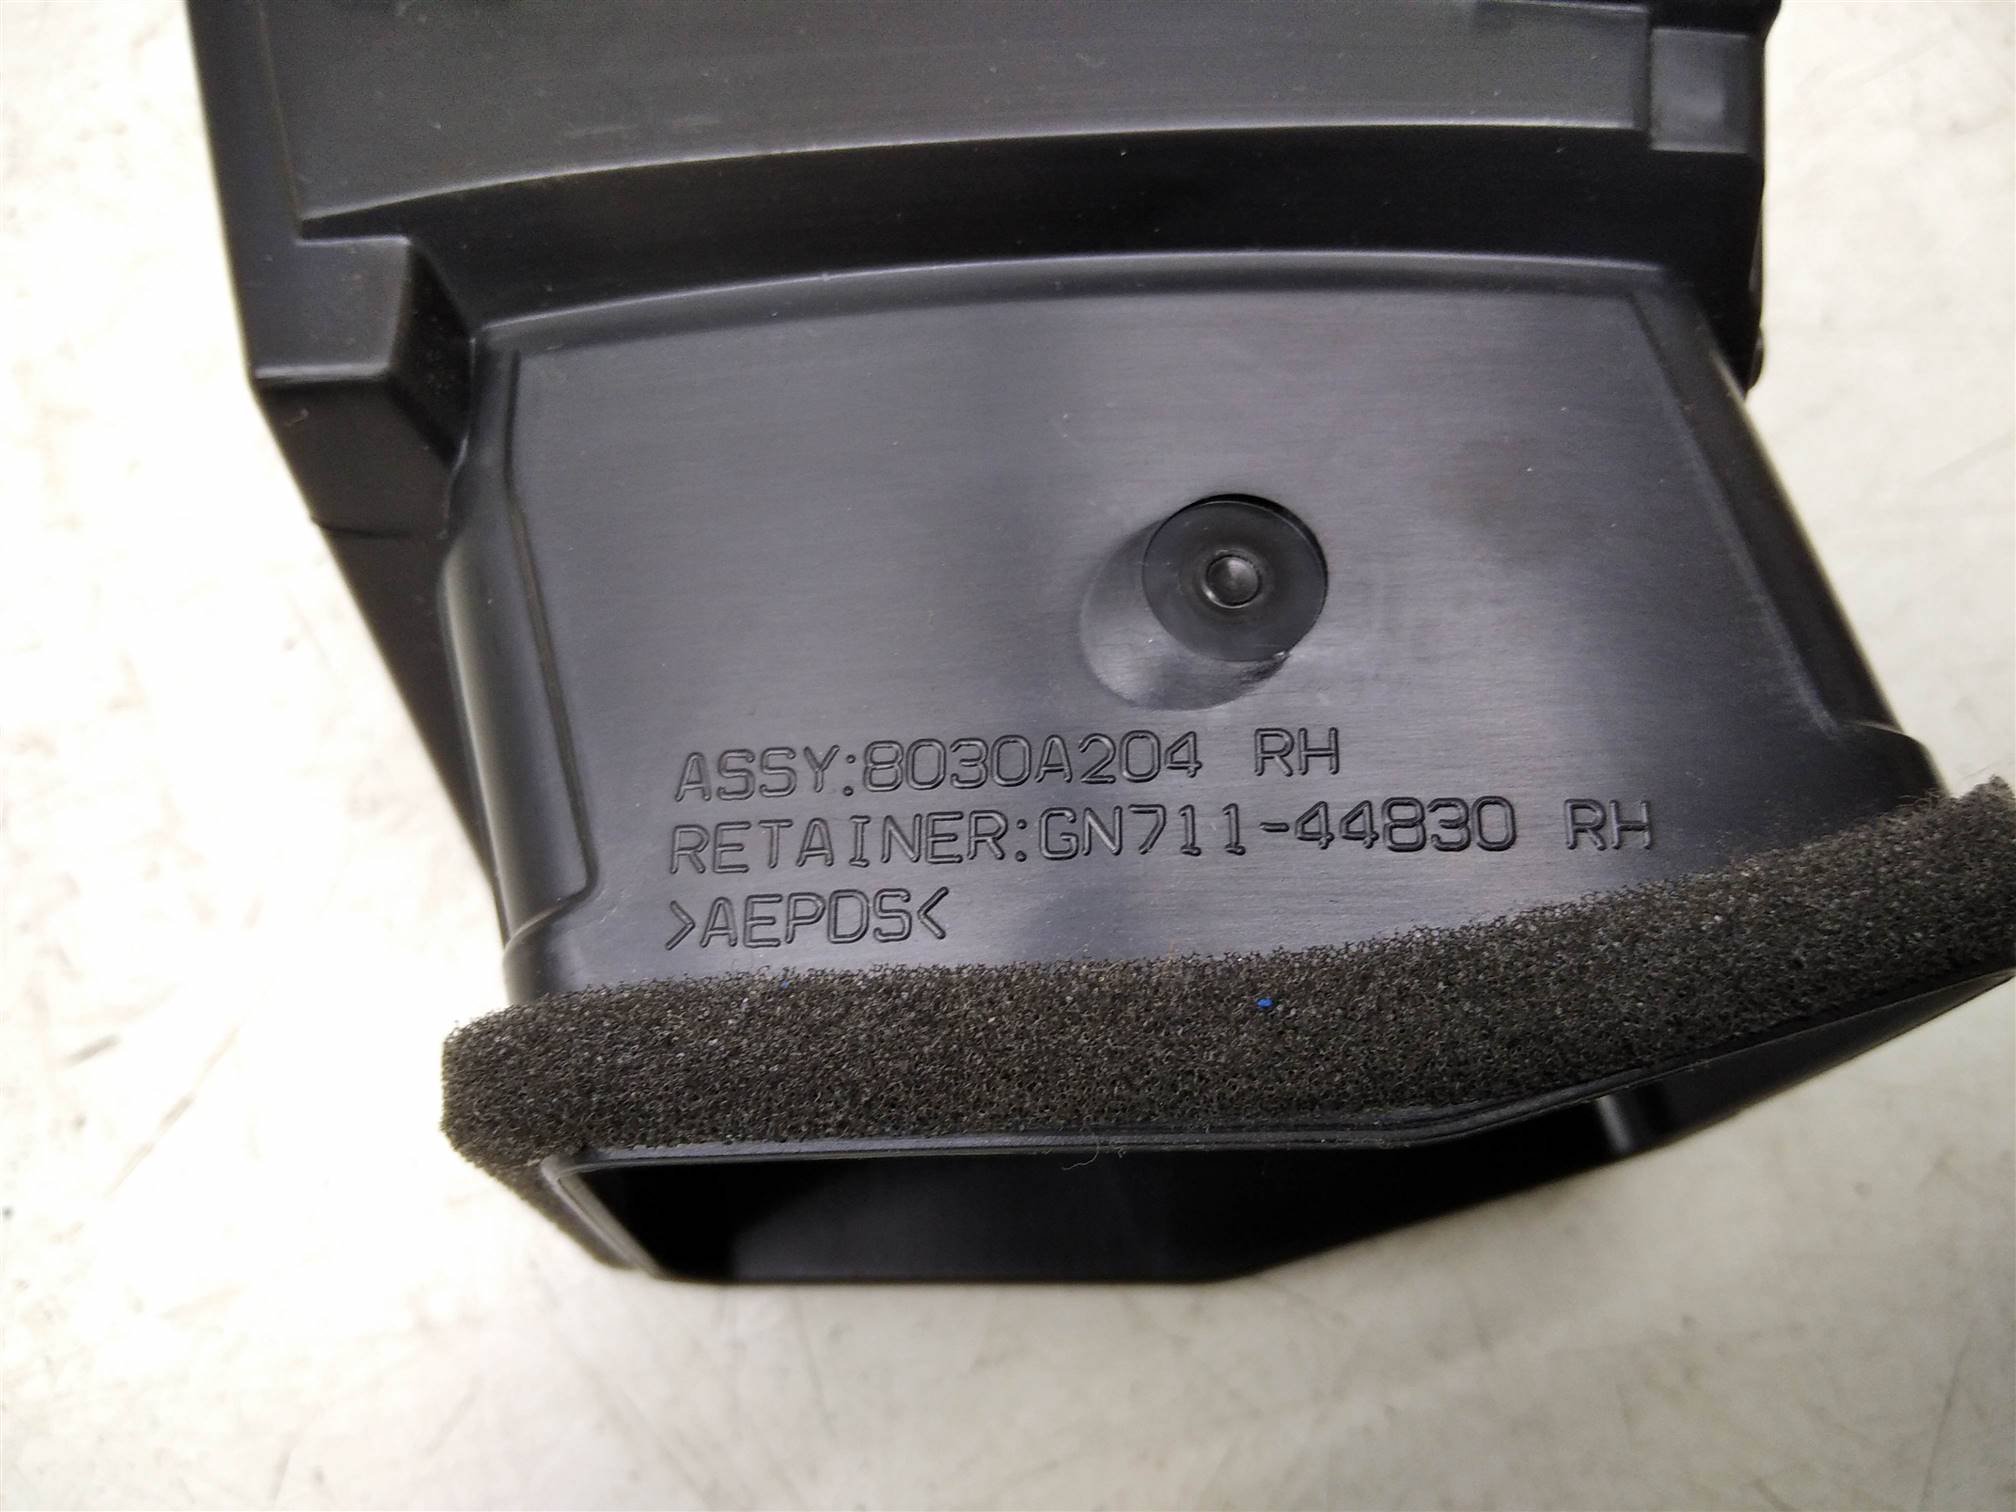 ASSY:8030A204 RH
RETAINER:GN711-44830 RH
>AEPDS<